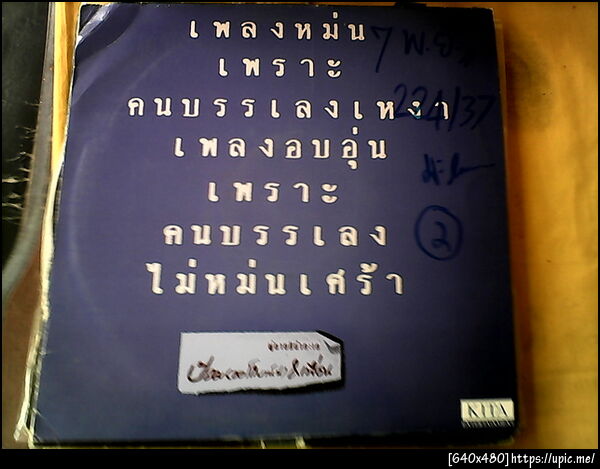 เพลงหม่น
เพราะ
คนบรรเลงเหงา
เพลงอบอุ่น
เพราะ
คนบรรเลง
ไม่หม่นเศร้า
7 พ.ย.
224/37
2
KITA
[640x480]https://upic.me/